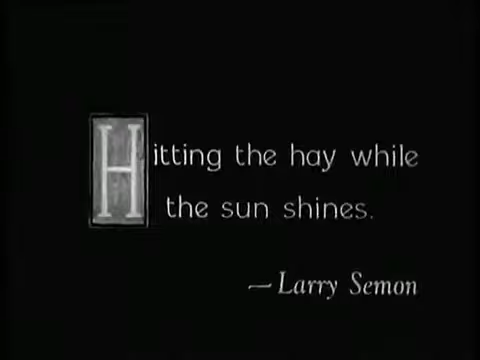 Hitting the hay while
the sun shines.
—Larry Semon